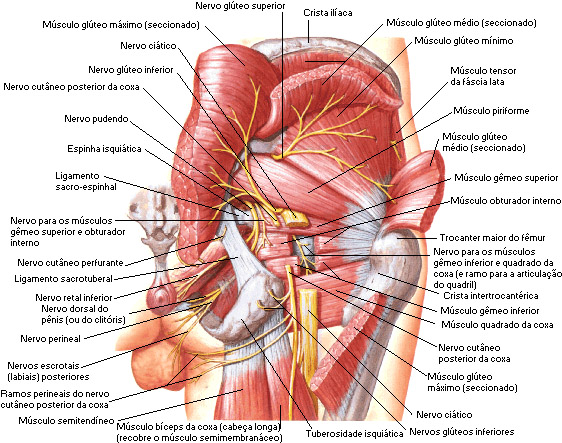 Nervo glúteo superior
Crista ilíaca
Músculo glúteo máximo (seccionado)
Nervo ciático
Nervo glúteo inferior
Nervo cutâneo posterior da coxa
Nervo pudendo
Espinha isquiática
Ligamento
sacro-espinhal
Nervo para os músculos
gêmeo superior e obturador
interno
Nervo cutâneo perfurante
Ligamento sacrotuberal
Nervo retal inferior
Nervo dorsal do
pênis (ou do clitóris)
Nervo perineal
Nervos escrotais
(labiais) posteriores
Ramos perineais do nervo
cutâneo posterior da coxa
Músculo semitendíneo
Músculo bíceps da coxa (cabeça longa)
(recobre o músculo semimembranáceo)
Tuberosidade isquiática
Músculo glúteo médio (seccionado)
Músculo glúteo mínimo
Músculo tensor
da fáscia lata
Músculo piriforme
Músculo glúteo
médio (seccionado)
Músculo gêmeo superior
Músculo obturador interno
Trocanter maior do fêmur
Nervo para os músculos
gêmeo inferior e quadrado da
coxa (e ramo para a articulação
do quadril)
Crista intertrocantérica
Músculo gêmeo inferior
Músculo quadrado da coxa
Nervo cutâneo
posterior da coxa
Músculo glúteo
máximo (seccionado)
Nervo ciático
Nervos glúteos inferiores